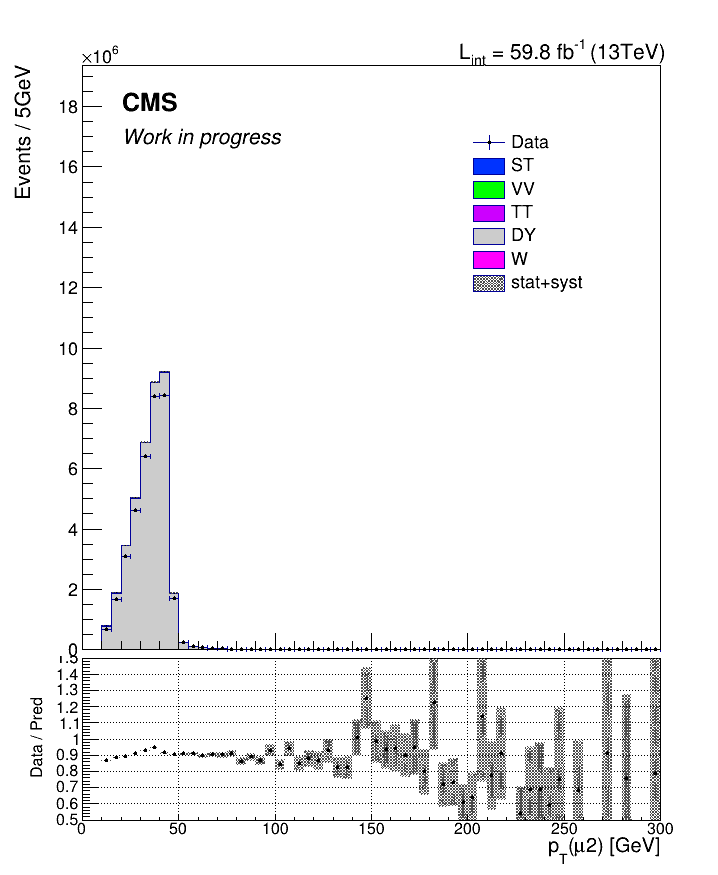 ×10⁶
L_int = 59.8 fb⁻¹ (13TeV)
Events / 5GeV
CMS
Work in progress
Data
ST
VV
TT
DY
W
stat+syst
18
16
14
12
10
8
6
4
2
0
Data / Pred
1.5
1.4
1.3
1.2
1.1
1
0.9
0.8
0.7
0.6
0.5
0 50 100 150 200 250 300
p_T(μ2) [GeV]